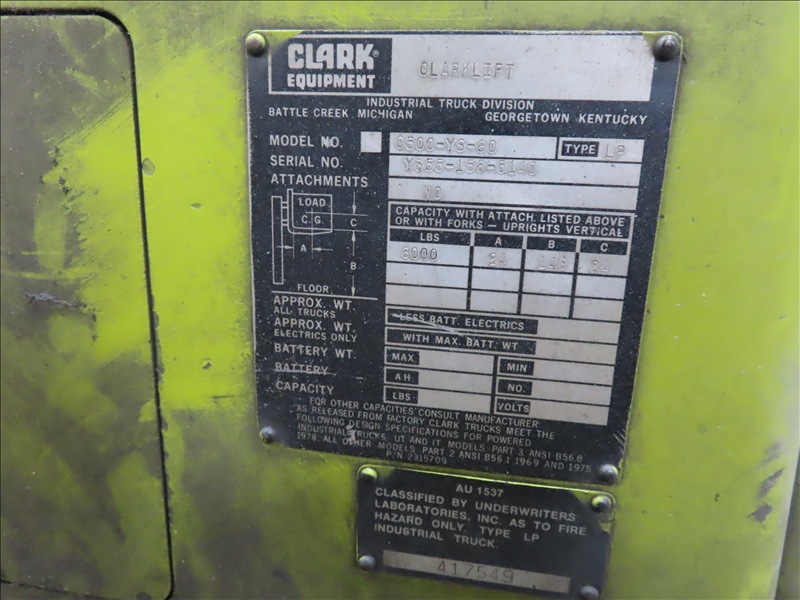 CLARK®
EQUIPMENT
CLARKLIFT
INDUSTRIAL TRUCK DIVISION
BATTLE CREEK MICHIGAN GEORGETOWN KENTUCKY
MODEL NO. C500-YS-80 TYPE LP
SERIAL NO. Y355-158-5140
ATTACHMENTS NO
LOAD
C.G.
C
A
B
FLOOR
CAPACITY WITH ATTACH. LISTED ABOVE
OR WITH FORKS — UPRIGHTS VERTICAL
LBS A B C
8000 24 148 24
APPROX. WT.
ALL TRUCKS
APPROX. WT. LESS BATT. ELECTRICS
ELECTRICS ONLY WITH MAX. BATT. WT
BATTERY WT. MAX MIN
BATTERY A.H. NO.
CAPACITY LBS VOLTS
FOR OTHER CAPACITIES CONSULT MANUFACTURER:
AS RELEASED FROM FACTORY CLARK TRUCKS MEET THE
FOLLOWING DESIGN SPECIFICATIONS FOR POWERED
INDUSTRIAL TRUCKS. UT AND IT MODELS PART 3, ANSI B56.6
1978, ALL OTHER MODELS PART 2 ANSI B56.1 1969 AND 1975
P/N 2315709
AU 1537
CLASSIFIED BY UNDERWRITERS
LABORATORIES, INC. AS TO FIRE
HAZARD ONLY. TYPE LP
INDUSTRIAL TRUCK.
417549